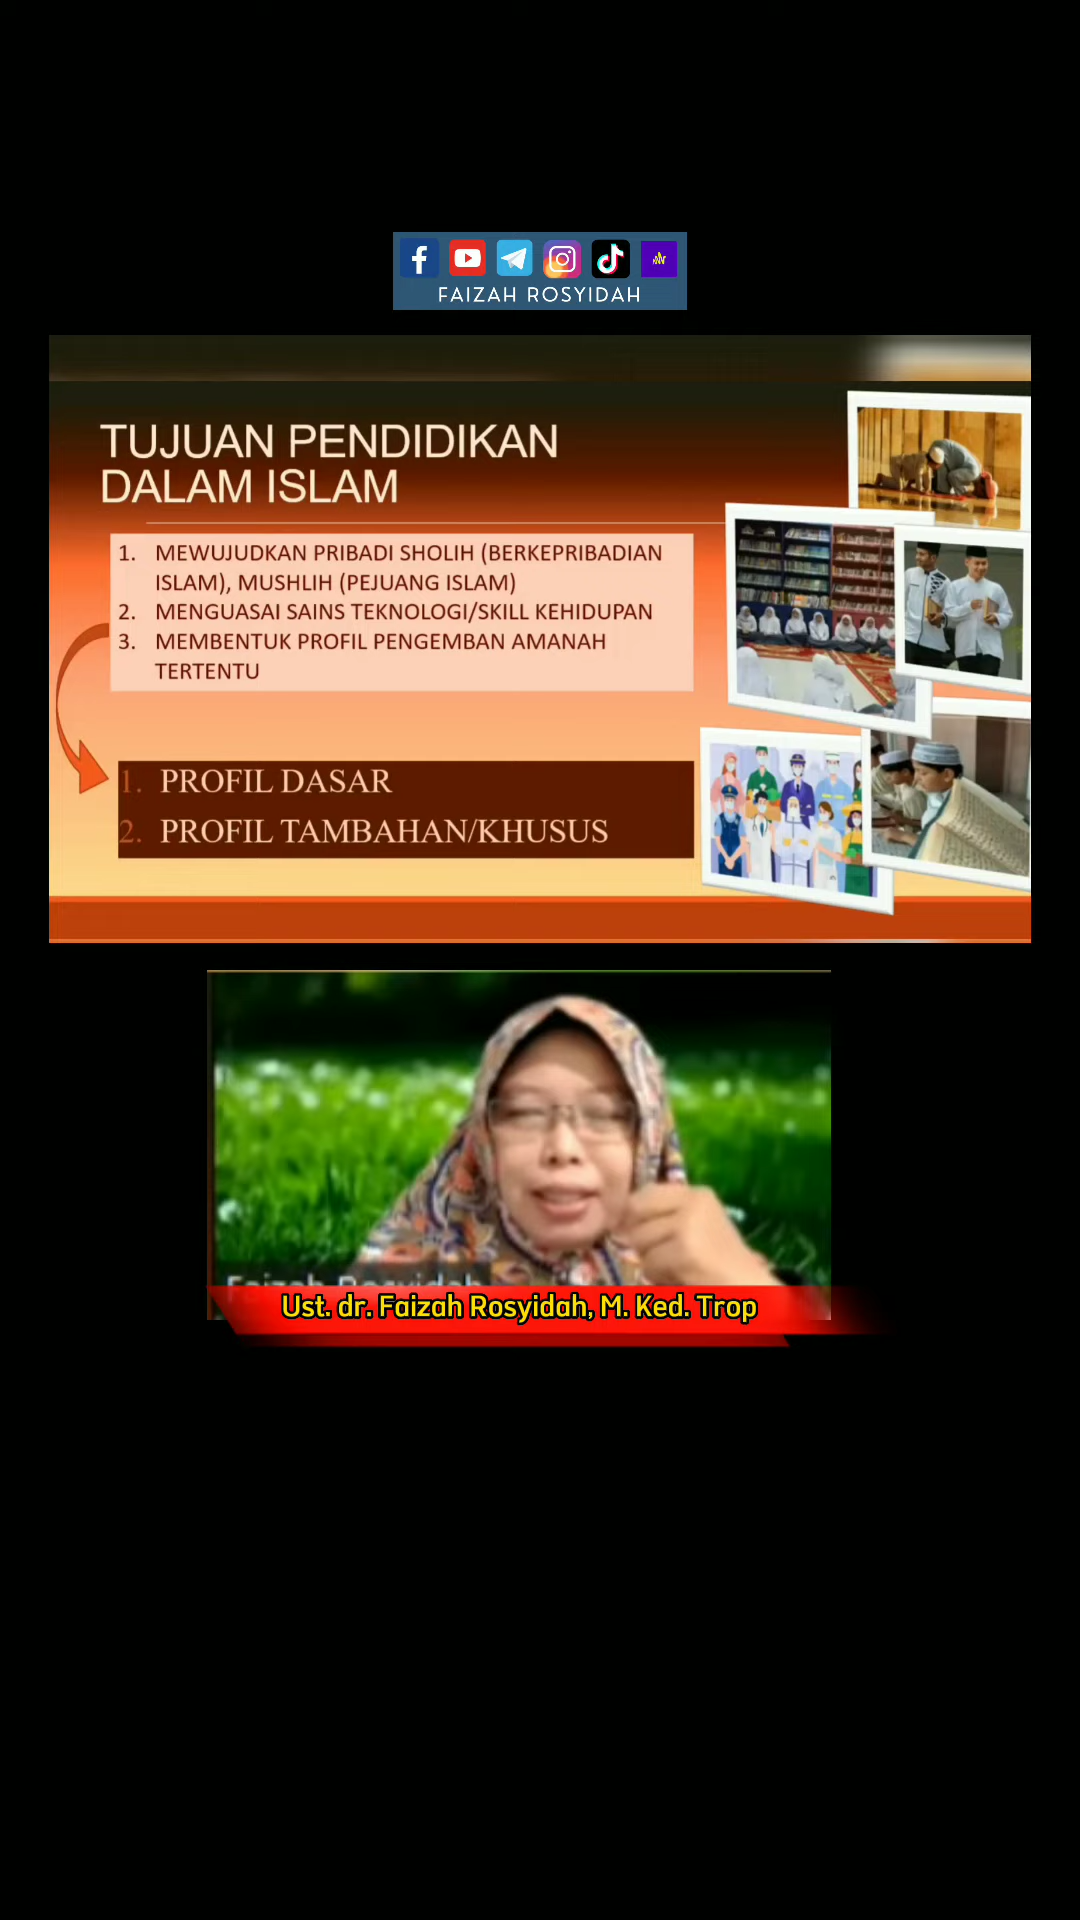 FAIZAH ROSYIDAH
TUJUAN PENDIDIKAN
DALAM ISLAM
1. MEWUJUDKAN PRIBADI SHOLIH (BERKEPRIBADIAN
ISLAM), MUSHLIH (PEJUANG ISLAM)
2. MENGUASAI SAINS TEKNOLOGI/SKILL KEHIDUPAN
3. MEMBENTUK PROFIL PENGEMBAN AMANAH
TERTENTU
1. PROFIL DASAR
2. PROFIL TAMBAHAN/KHUSUS
Faizah Rosyidah
Ust. dr. Faizah Rosyidah, M. Ked. Trop